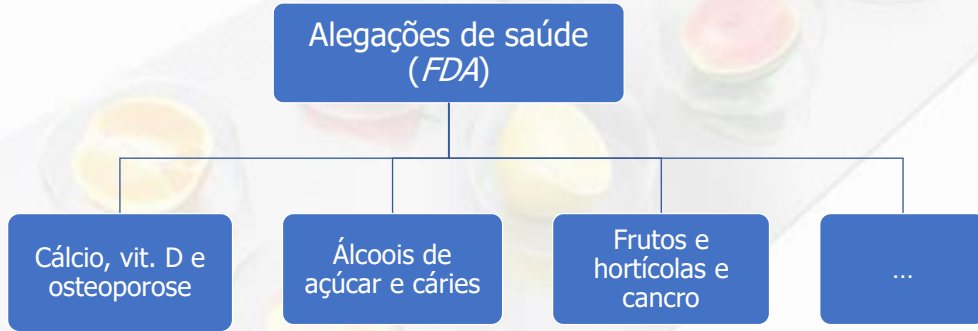 Alegações de saúde
(FDA)
Cálcio, vit. D e
osteoporose
Álcoois de
açúcar e cáries
Frutos e
hortícolas e
cancro
...